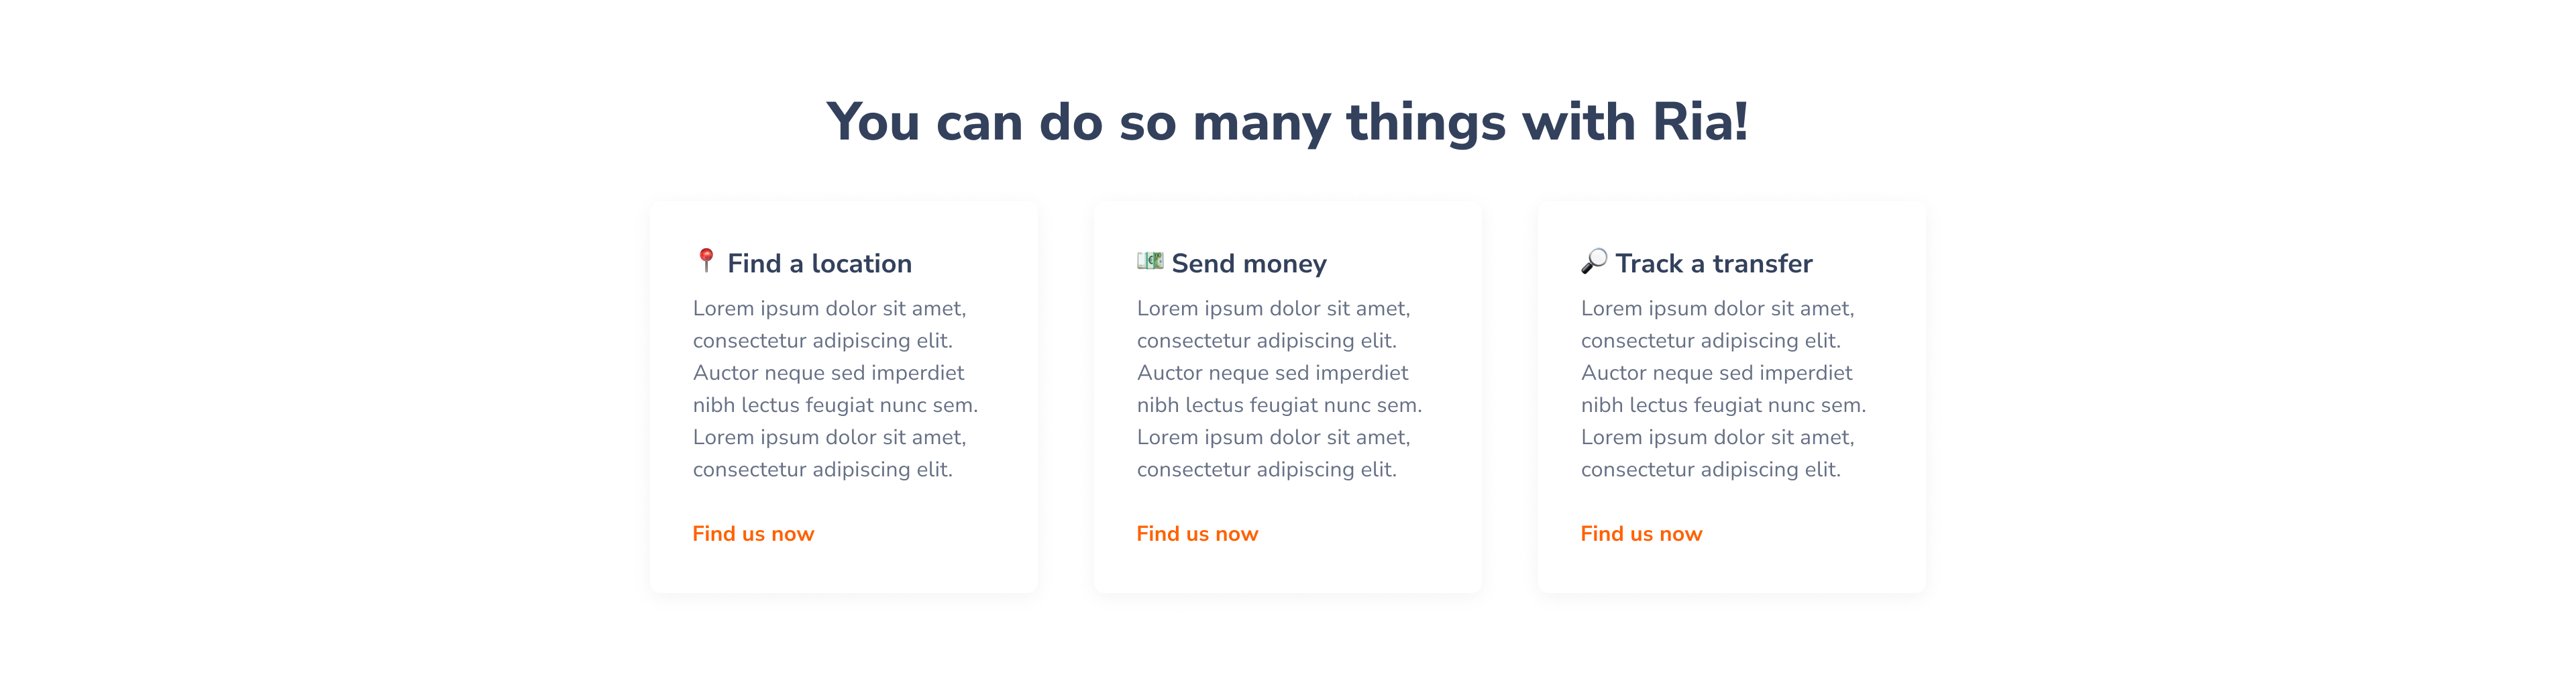 You can do so many things with Ria!
Find a location
Lorem ipsum dolor sit amet,
consectetur adipiscing elit.
Auctor neque sed imperdiet
nibh lectus feugiat nunc sem.
Lorem ipsum dolor sit amet,
consectetur adipiscing elit.
Find us now
Send money
Lorem ipsum dolor sit amet,
consectetur adipiscing elit.
Auctor neque sed imperdiet
nibh lectus feugiat nunc sem.
Lorem ipsum dolor sit amet,
consectetur adipiscing elit.
Find us now
Track a transfer
Lorem ipsum dolor sit amet,
consectetur adipiscing elit.
Auctor neque sed imperdiet
nibh lectus feugiat nunc sem.
Lorem ipsum dolor sit amet,
consectetur adipiscing elit.
Find us now